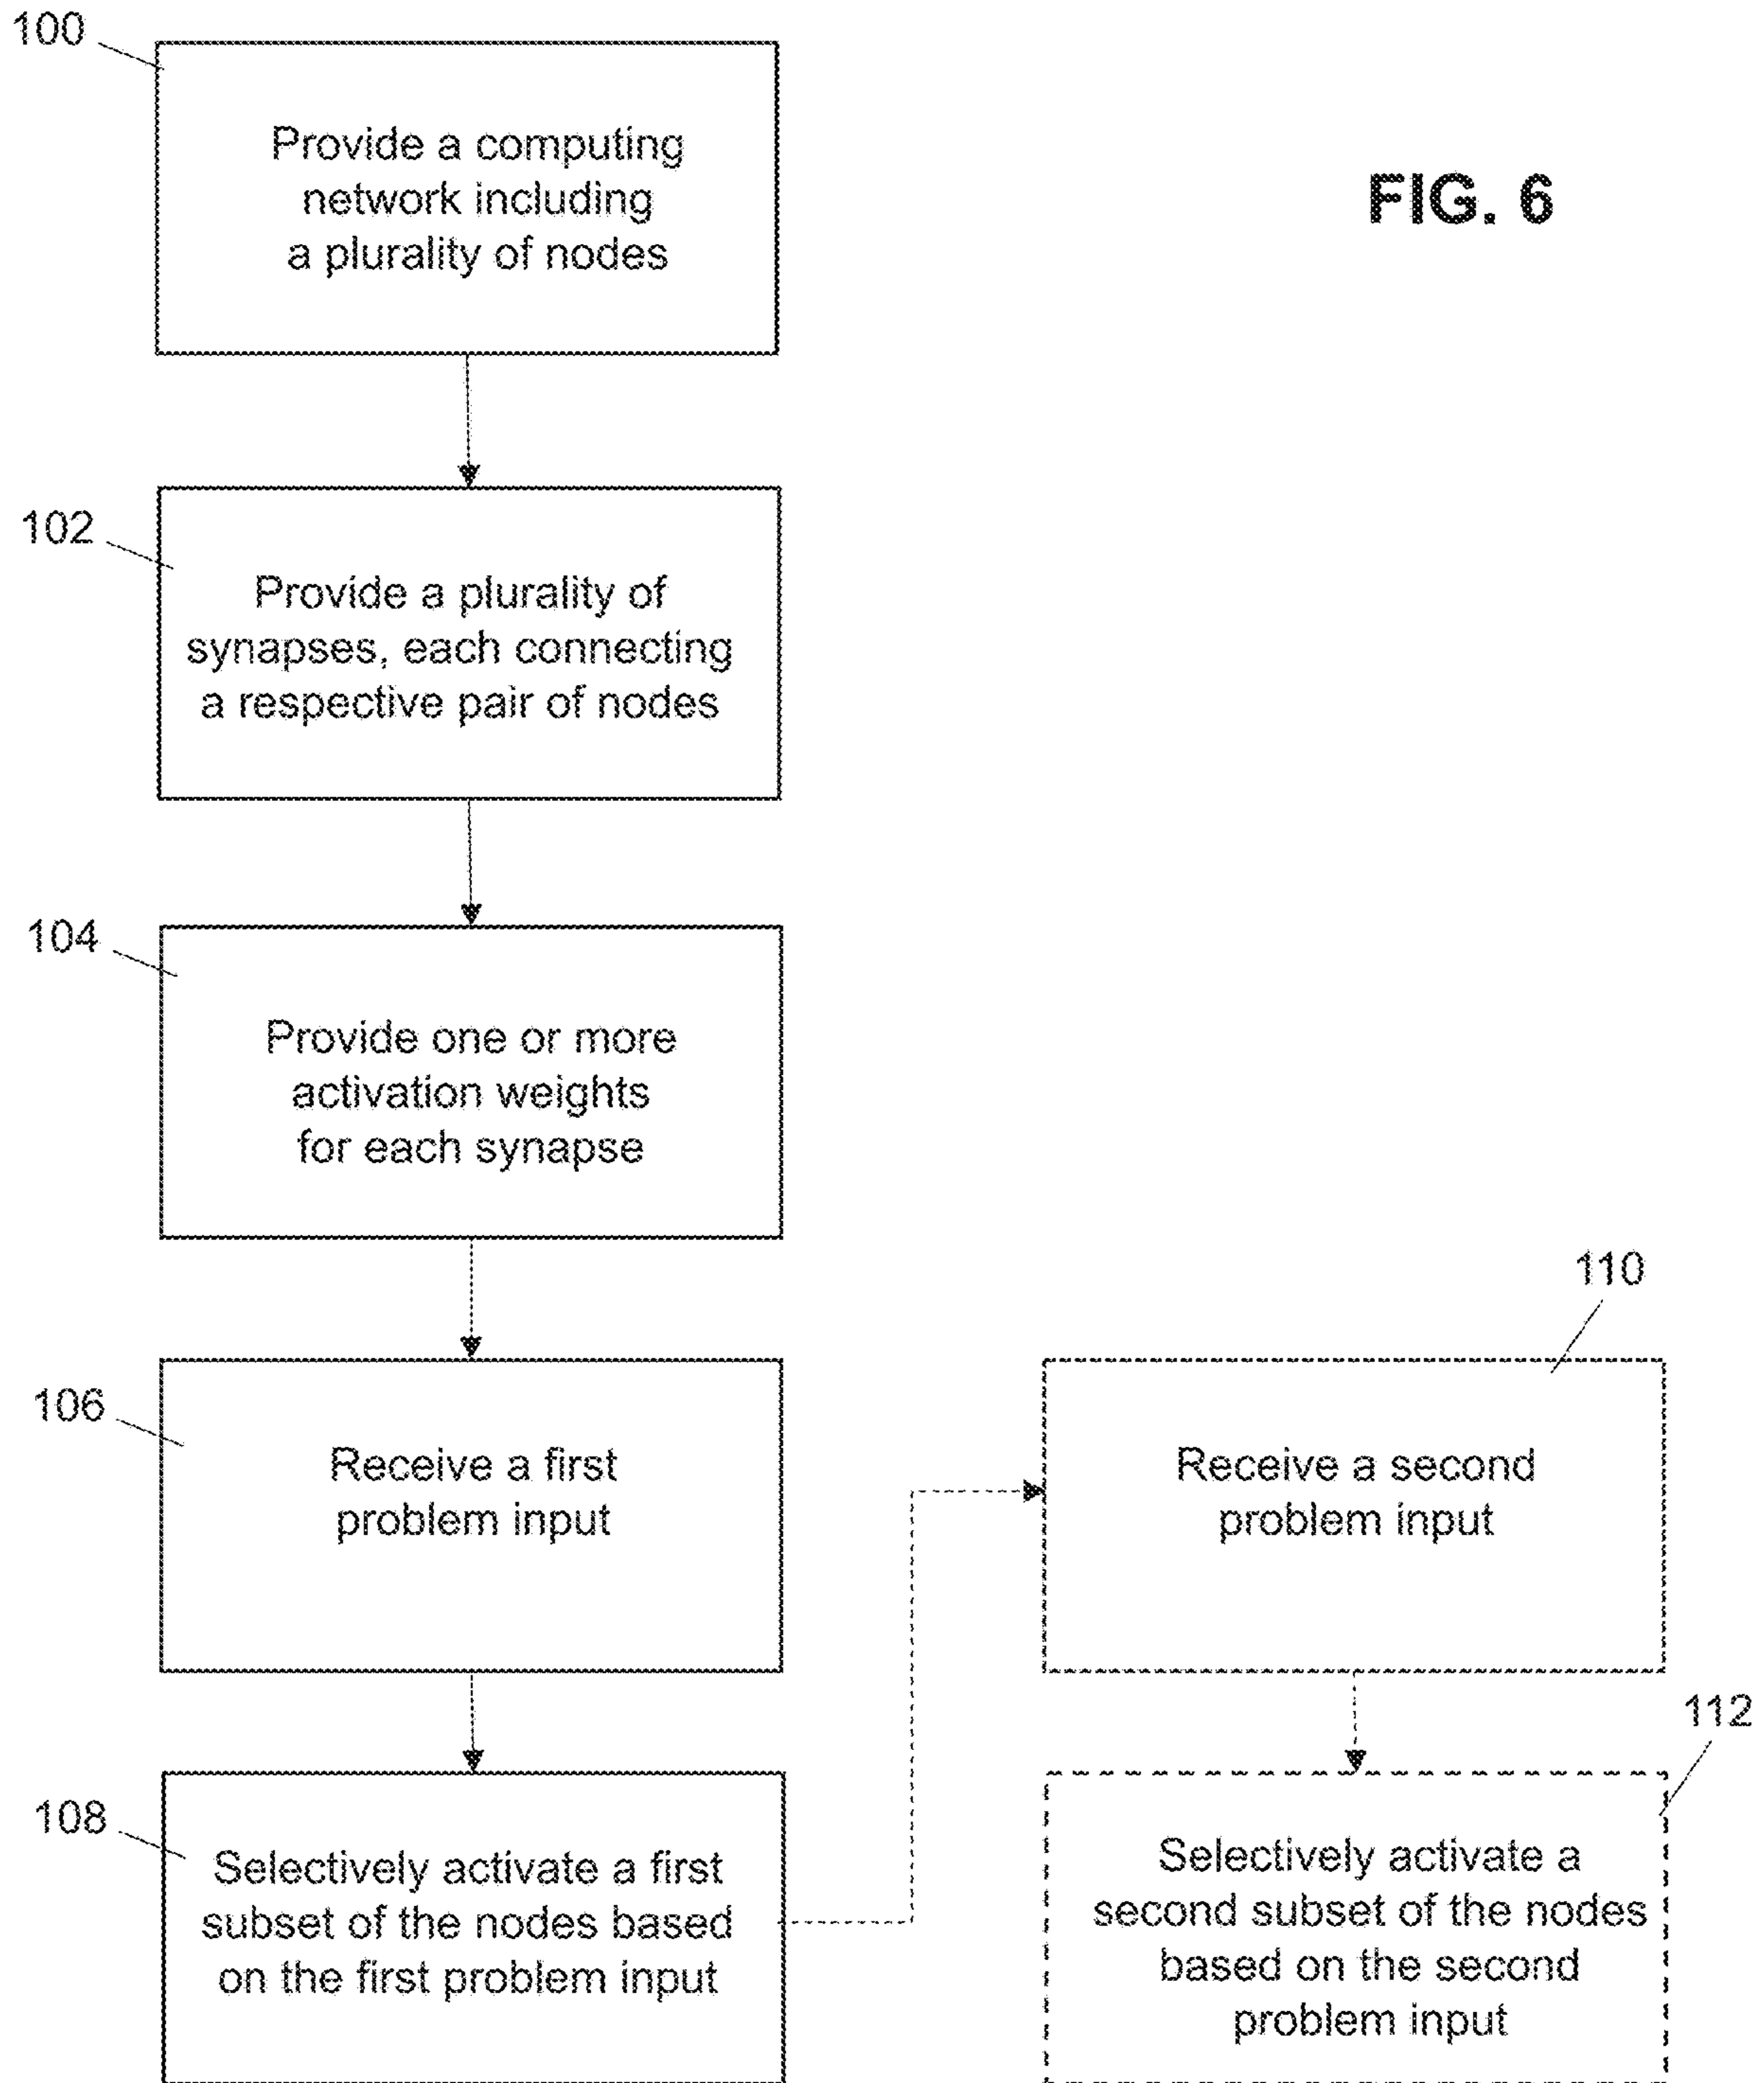 100
Provide a computing
network including
a plurality of nodes
FIG. 6
102
Provide a plurality of
synapses, each connecting
a respective pair of nodes
104
Provide one or more
activation weights
for each synapse
106
Receive a first
problem input
108
Selectively activate a first
subset of the nodes based
on the first problem input
110
Receive a second
problem input
112
Selectively activate a
second subset of the nodes
based on the second
problem input